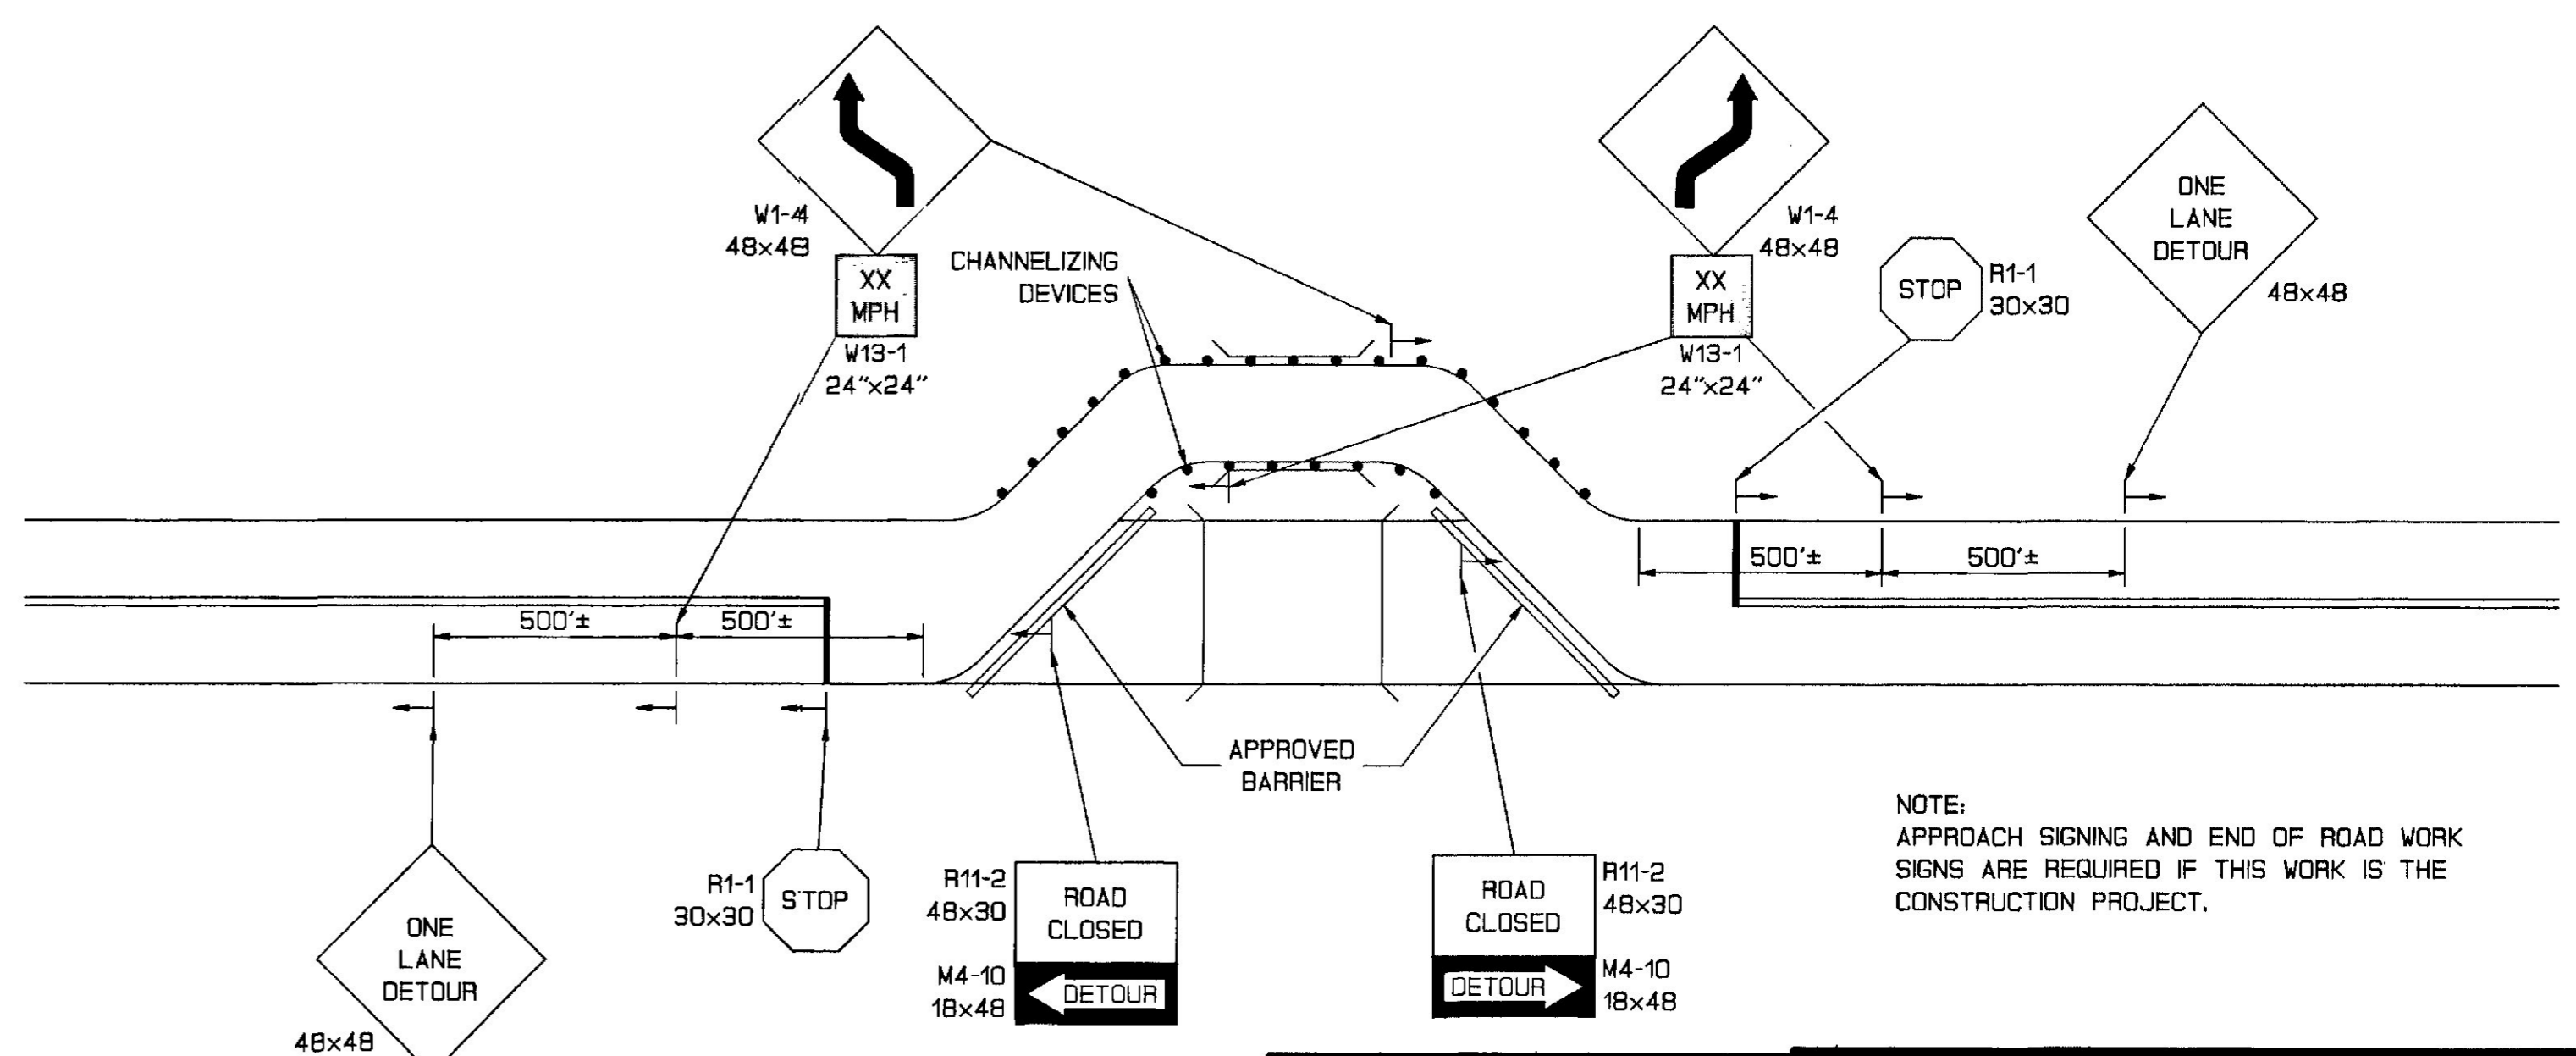 W1-4
48x48
XX
MPH
W13-1
24"x24"
CHANNELIZING
DEVICES
W1-4
48x48
XX
MPH
W13-1
24"x24"
STOP
R1-1
30x30
ONE
LANE
DETOUR
48x48
500'±
500'±
500'±
500'±
APPROVED
BARRIER
ONE
LANE
DETOUR
48x48
R1-1
30x30
STOP
R11-2
48x30
ROAD
CLOSED
M4-10
18x48
DETOUR
ROAD
CLOSED
R11-2
48x30
DETOUR
M4-10
18x48
NOTE:
APPROACH SIGNING AND END OF ROAD WORK
SIGNS ARE REQUIRED IF THIS WORK IS THE
CONSTRUCTION PROJECT.